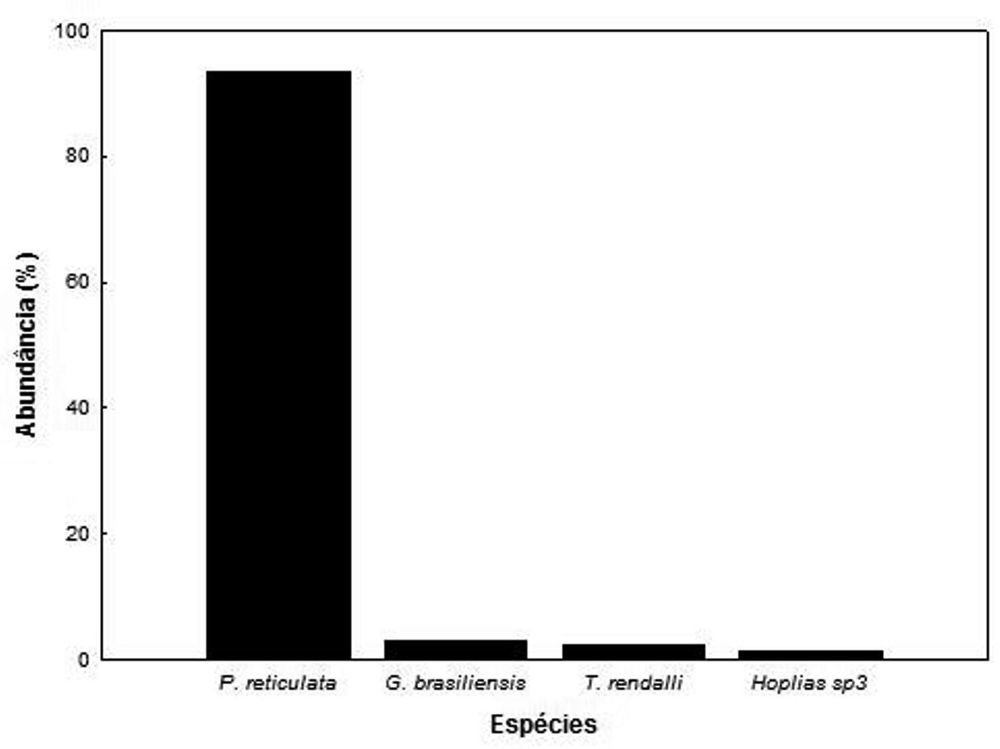 100
80
60
40
20
0
Abundância (%)
P. reticulata G. brasiliensis T. rendalli Hoplias sp3
Espécies